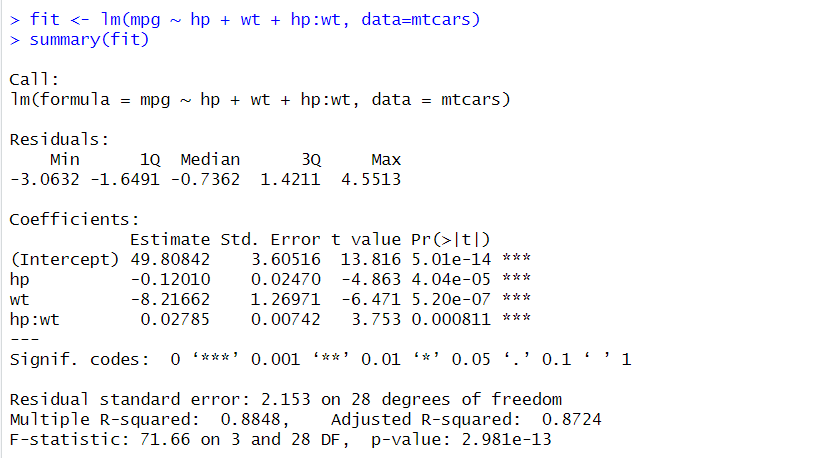 > fit <- lm(mpg ~ hp + wt + hp:wt, data=mtcars)
> summary(fit)
Call:
lm(formula = mpg ~ hp + wt + hp:wt, data = mtcars)
Residuals:
    Min      1Q  Median      3Q     Max
-3.0632 -1.6491 -0.7362  1.4211  4.5513
Coefficients:
            Estimate Std. Error t value Pr(>|t|)
(Intercept) 49.80842    3.60516  13.816 5.01e-14 ***
hp          -0.12010    0.02470  -4.863 4.04e-05 ***
wt          -8.21662    1.26971  -6.471 5.20e-07 ***
hp:wt        0.02785    0.00742   3.753 0.000811 ***
---
Signif. codes:  0 ‘***’ 0.001 ‘**’ 0.01 ‘*’ 0.05 ‘.’ 0.1 ‘ ’ 1
Residual standard error: 2.153 on 28 degrees of freedom
Multiple R-squared:  0.8848,    Adjusted R-squared:  0.8724
F-statistic: 71.66 on 3 and 28 DF,  p-value: 2.981e-13